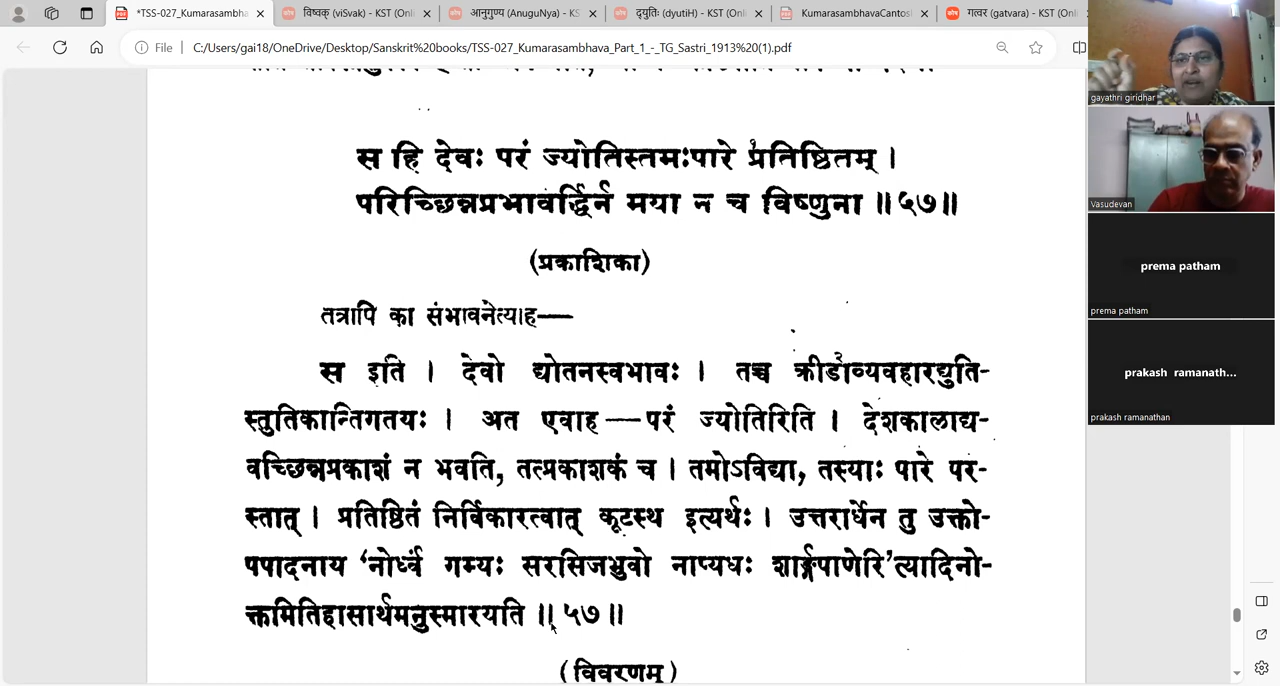 *TSS-027_Kumarasambha
विष्वक् (viSvak) - KST (Onli
आनुगुण्य (AnuguNya) - KS
द्युतिः (dyutiH) - KST (Onli
KumarasambhavaCantos
गत्वर (gatvara) - KST (Onli
File
C:/Users/gai18/OneDrive/Desktop/Sanskrit%20books/TSS-027_Kumarasambhava_Part_1_-_TG_Sastri_1913%20(1).pdf
स हि देवः परं ज्योतिस्तमःपारे प्रतिष्ठितम् ।
परिच्छिन्नप्रभावर्द्धिर्न मया न च विष्णुना ॥ ५७ ॥
(प्रकाशिका)
तत्रापि का संभावनेत्याह—
स इति । देवो द्योतनस्वभावः । तच्च क्रीडाव्यवहारद्युति-
स्तुतिकान्तिगतयः । अत एवाह — परं ज्योतिरिति । देशकालाद्य-
वच्छिन्नप्रकाशं न भवति, तत्प्रकाशकं च । तमोऽविद्या, तस्याः पारे पर-
स्तात् । प्रतिष्ठितं निर्विकारत्वात् कूटस्थ इत्यर्थः । उत्तरार्धेन तु उक्तो-
पपादनाय ‘नोर्ध्वं गम्यः सरसिजभुवो नाप्यधः शार्ङ्गपाणेरि’त्यादिनो-
क्तमितिहासार्थमनुस्मारयति ॥ ५७ ॥
(विवरणम्)
gayathri giridhar
Vasudevan
prema patham
prema patham
prakash ramanath...
prakash ramanathan